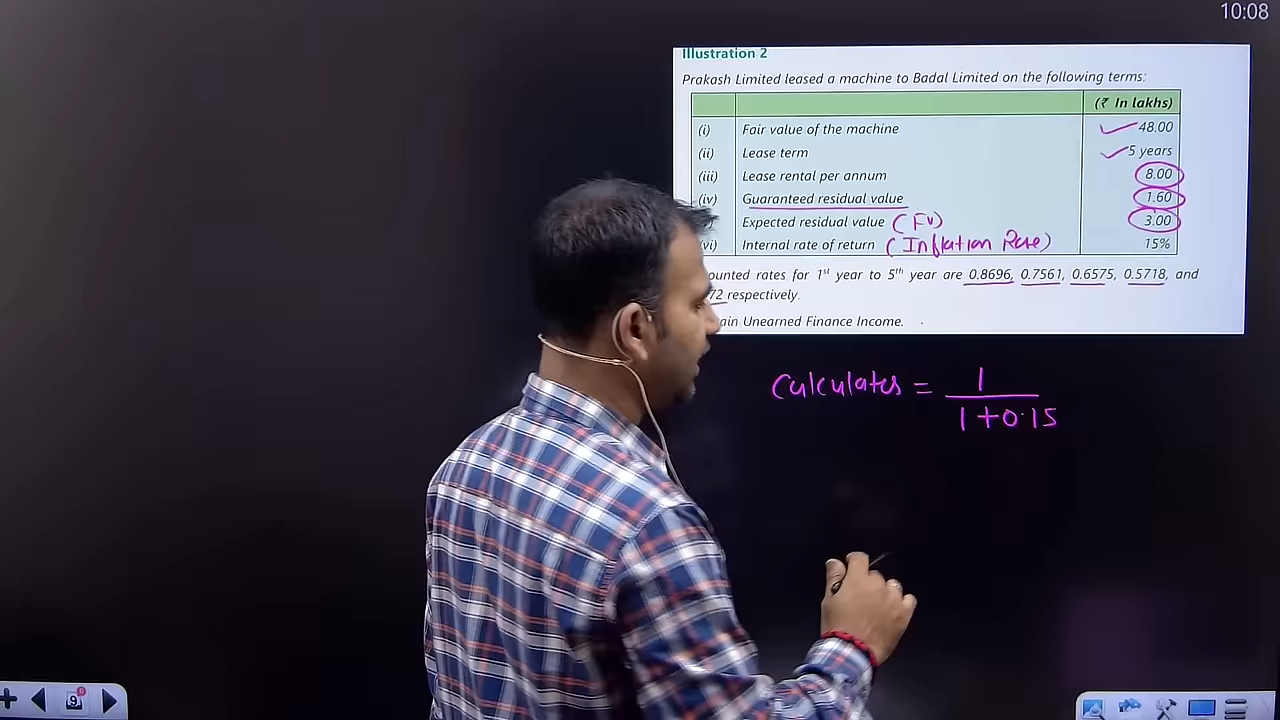 10:08
Illustration 2
Prakash Limited leased a machine to Badal Limited on the following terms:
(₹ In lakhs)
(i) Fair value of the machine 48.00
(ii) Lease term 5 years
(iii) Lease rental per annum 8.00
(iv) Guaranteed residual value 1.60
Expected residual value (FV) 3.00
(vi) Internal rate of return (Inflation Rate) 15%
ounted rates for 1st year to 5th year are 0.8696, 0.7561, 0.6575, 0.5718, and
72 respectively.
ain Unearned Finance Income.
Calculates = 1
1+0.15
9